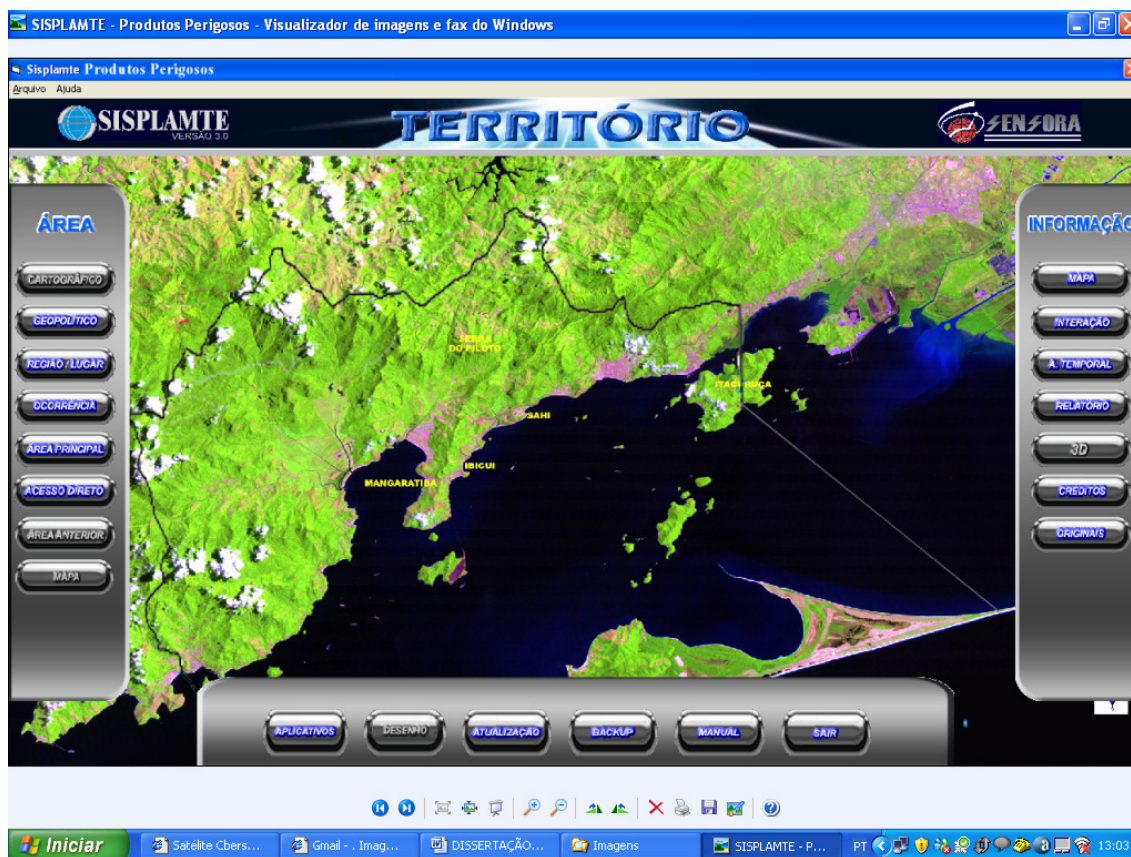 SISPLAMTE - Produtos Perigosos - Visualizador de imagens e fax do Windows
Sisplamte Produtos Perigosos
Arquivo Ajuda
SISPLAMTE
VERSÃO 3.0
TERRITÓRIO
SENSORA
ÁREA
CARTOGRÁFICO
GEOPOLÍTICO
REGIÃO / LUGAR
OCORRÊNCIA
ÁREA PRINCIPAL
ACESSO DIRETO
ÁREA ANTERIOR
MAPA
SERRA
DO PILOTO
ITACURUÇA
SAHI
IBICUI
MANGARATIBA
INFORMAÇÃO
MAPA
INTERAÇÃO
A. TEMPORAL
RELATÓRIO
3D
CRÉDITOS
ORIGINAIS
APLICATIVOS
DESENHO
ATUALIZAÇÃO
BACKUP
MANUAL
SAIR
Iniciar
Satélite Cbers...
Gmail - . Imag...
DISSERTAÇÃO...
Imagens
SISPLAMTE - P...
PT
13:03